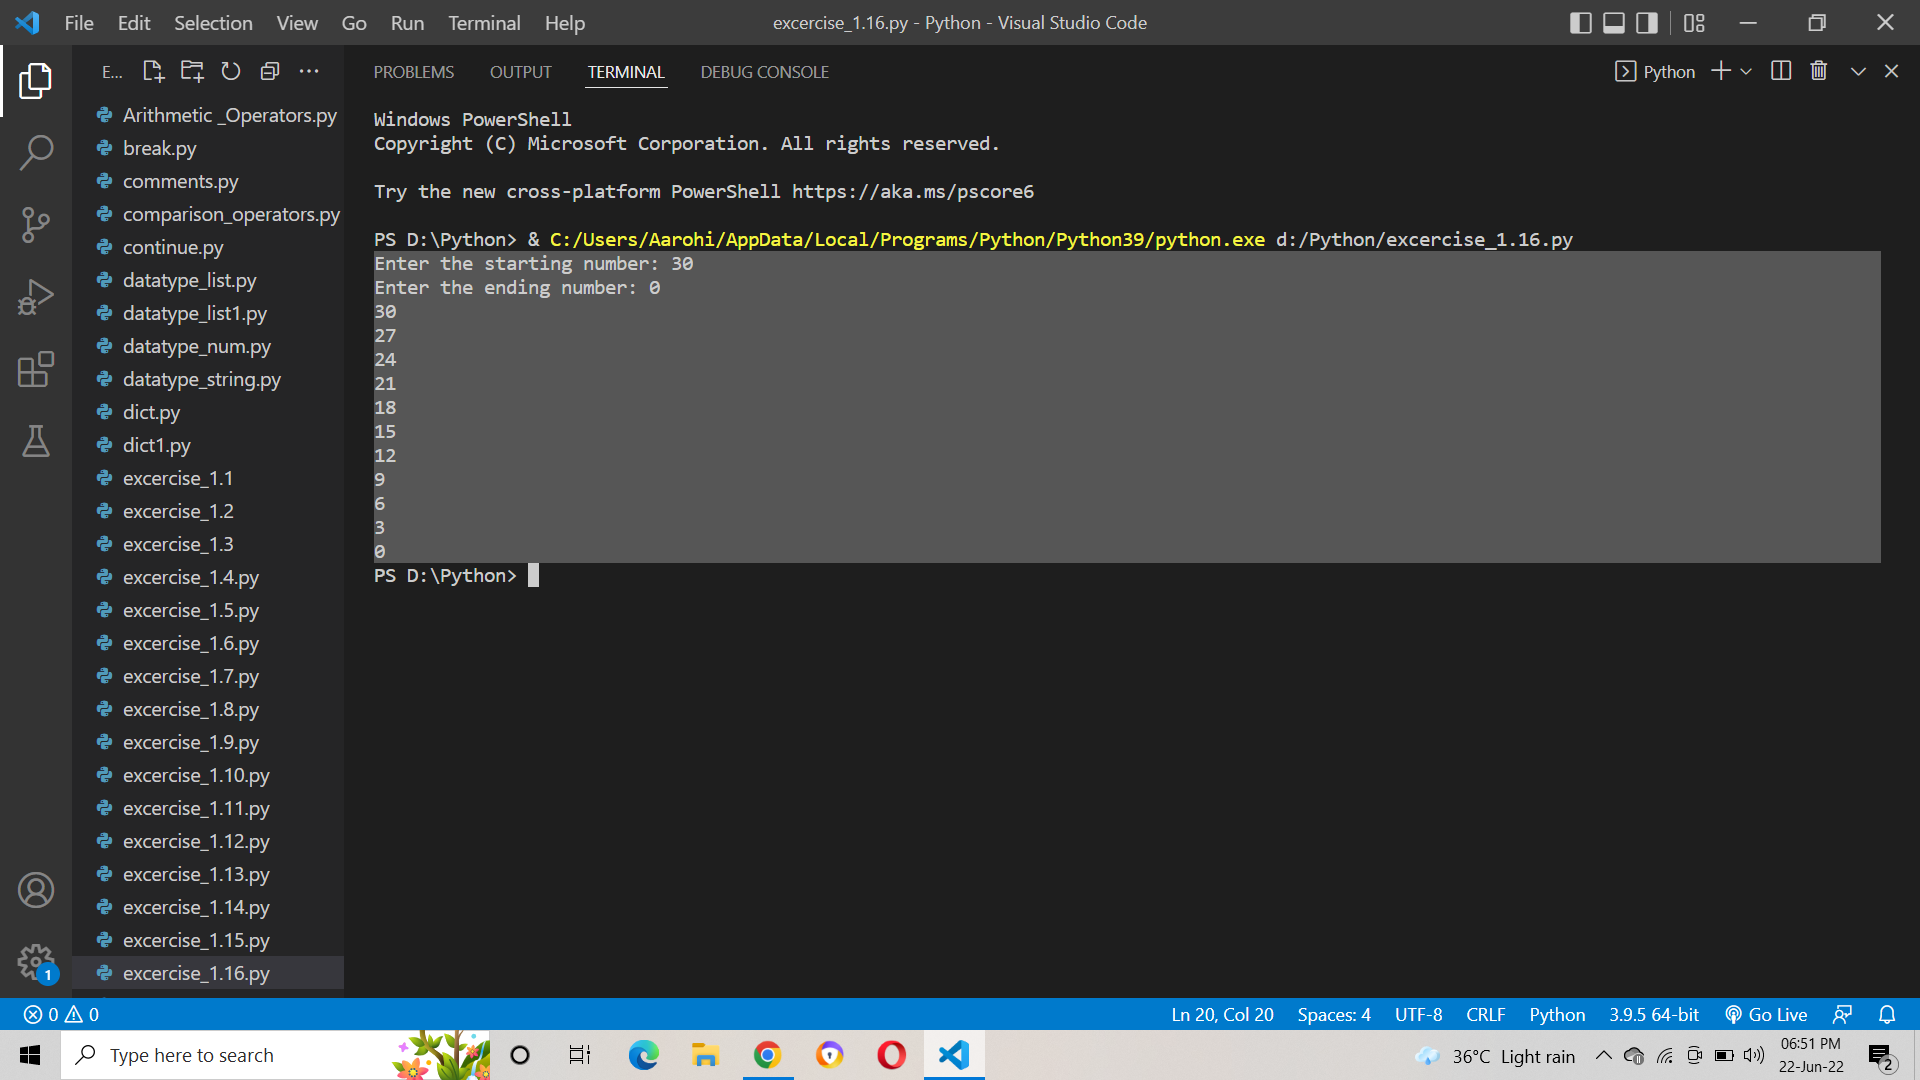 File Edit Selection View Go Run Terminal Help
excercise_1.16.py - Python - Visual Studio Code
E...
Arithmetic _Operators.py
break.py
comments.py
comparison_operators.py
continue.py
datatype_list.py
datatype_list1.py
datatype_num.py
datatype_string.py
dict.py
dict1.py
excercise_1.1
excercise_1.2
excercise_1.3
excercise_1.4.py
excercise_1.5.py
excercise_1.6.py
excercise_1.7.py
excercise_1.8.py
excercise_1.9.py
excercise_1.10.py
excercise_1.11.py
excercise_1.12.py
excercise_1.13.py
excercise_1.14.py
excercise_1.15.py
excercise_1.16.py
1
PROBLEMS OUTPUT TERMINAL DEBUG CONSOLE
Python
Windows PowerShell
Copyright (C) Microsoft Corporation. All rights reserved.
Try the new cross-platform PowerShell https://aka.ms/pscore6
PS D:\Python> & C:/Users/Aarohi/AppData/Local/Programs/Python/Python39/python.exe d:/Python/excercise_1.16.py
Enter the starting number: 30
Enter the ending number: 0
30
27
24
21
18
15
12
9
6
3
0
PS D:\Python>
0 0
Ln 20, Col 20 Spaces: 4 UTF-8 CRLF Python 3.9.5 64-bit Go Live
Type here to search
36°C Light rain
06:51 PM
22-Jun-22
2